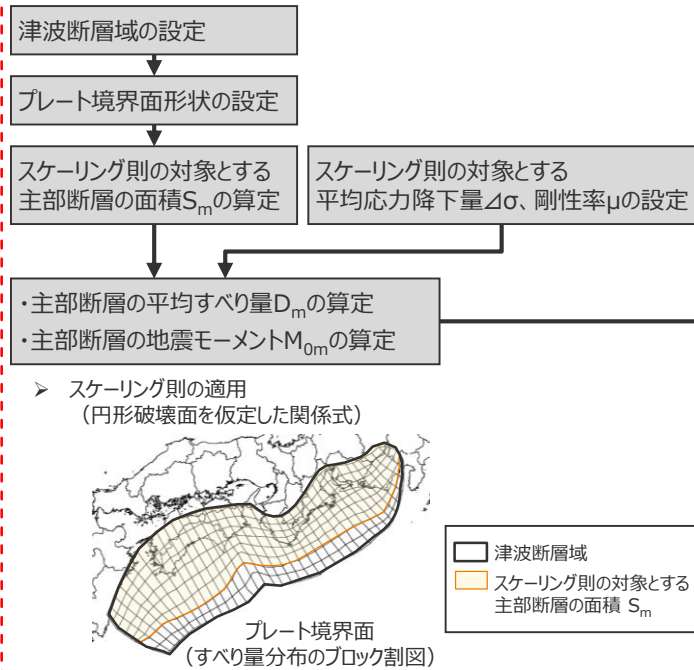 津波断層域の設定
プレート境界面形状の設定
スケーリング則の対象とする
主部断層の面積Smの算定
スケーリング則の対象とする
平均応力降下量⊿σ、剛性率μの設定
・主部断層の平均すべり量Dmの算定
・主部断層の地震モーメントM0mの算定
➢ スケーリング則の適用
（円形破壊面を仮定した関係式）
津波断層域
スケーリング則の対象とする
主部断層の面積 Sm
プレート境界面
（すべり量分布のブロック割図）